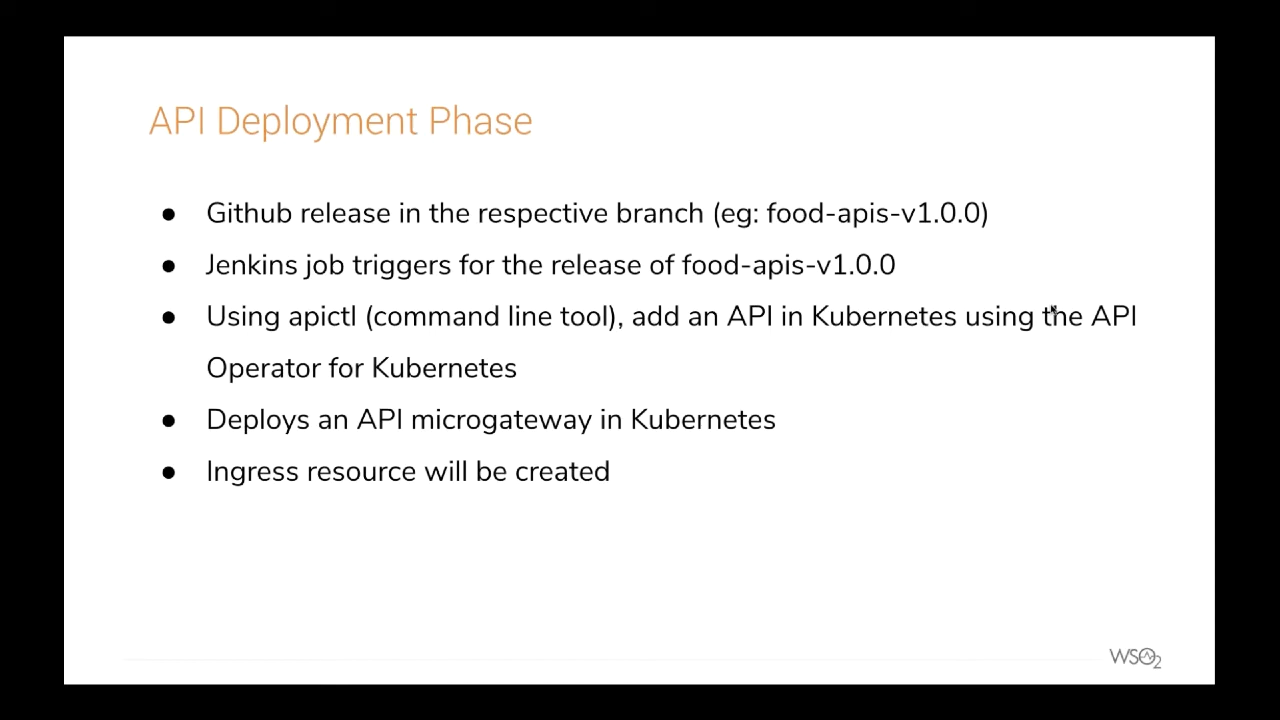 API Deployment Phase
● Github release in the respective branch (eg: food-apis-v1.0.0)
● Jenkins job triggers for the release of food-apis-v1.0.0
● Using apictl (command line tool), add an API in Kubernetes using the API
Operator for Kubernetes
● Deploys an API microgateway in Kubernetes
● Ingress resource will be created
WSO2